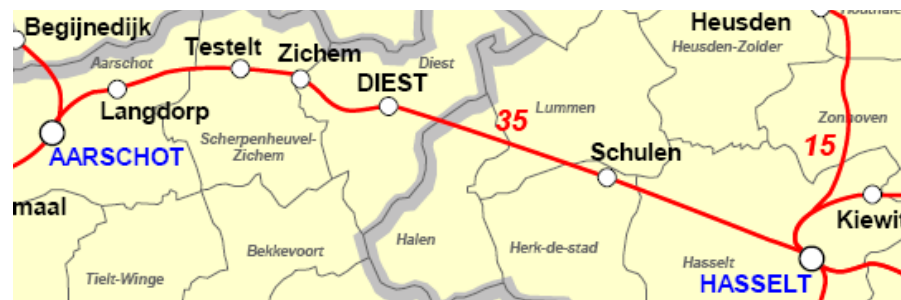 Begijnedijk
Heusden
Testelt
Zichem
Heusden-Zolder
Aarschot
Diest
DIEST
Langdorp
Lummen
35
Zonhoven
Scherpenheuvel-
Zichem
15
AARSCHOT
Schulen
maal
Kiewit
Halen
Herk-de-stad
Bekkevoort
Hasselt
Tielt-Winge
HASSELT